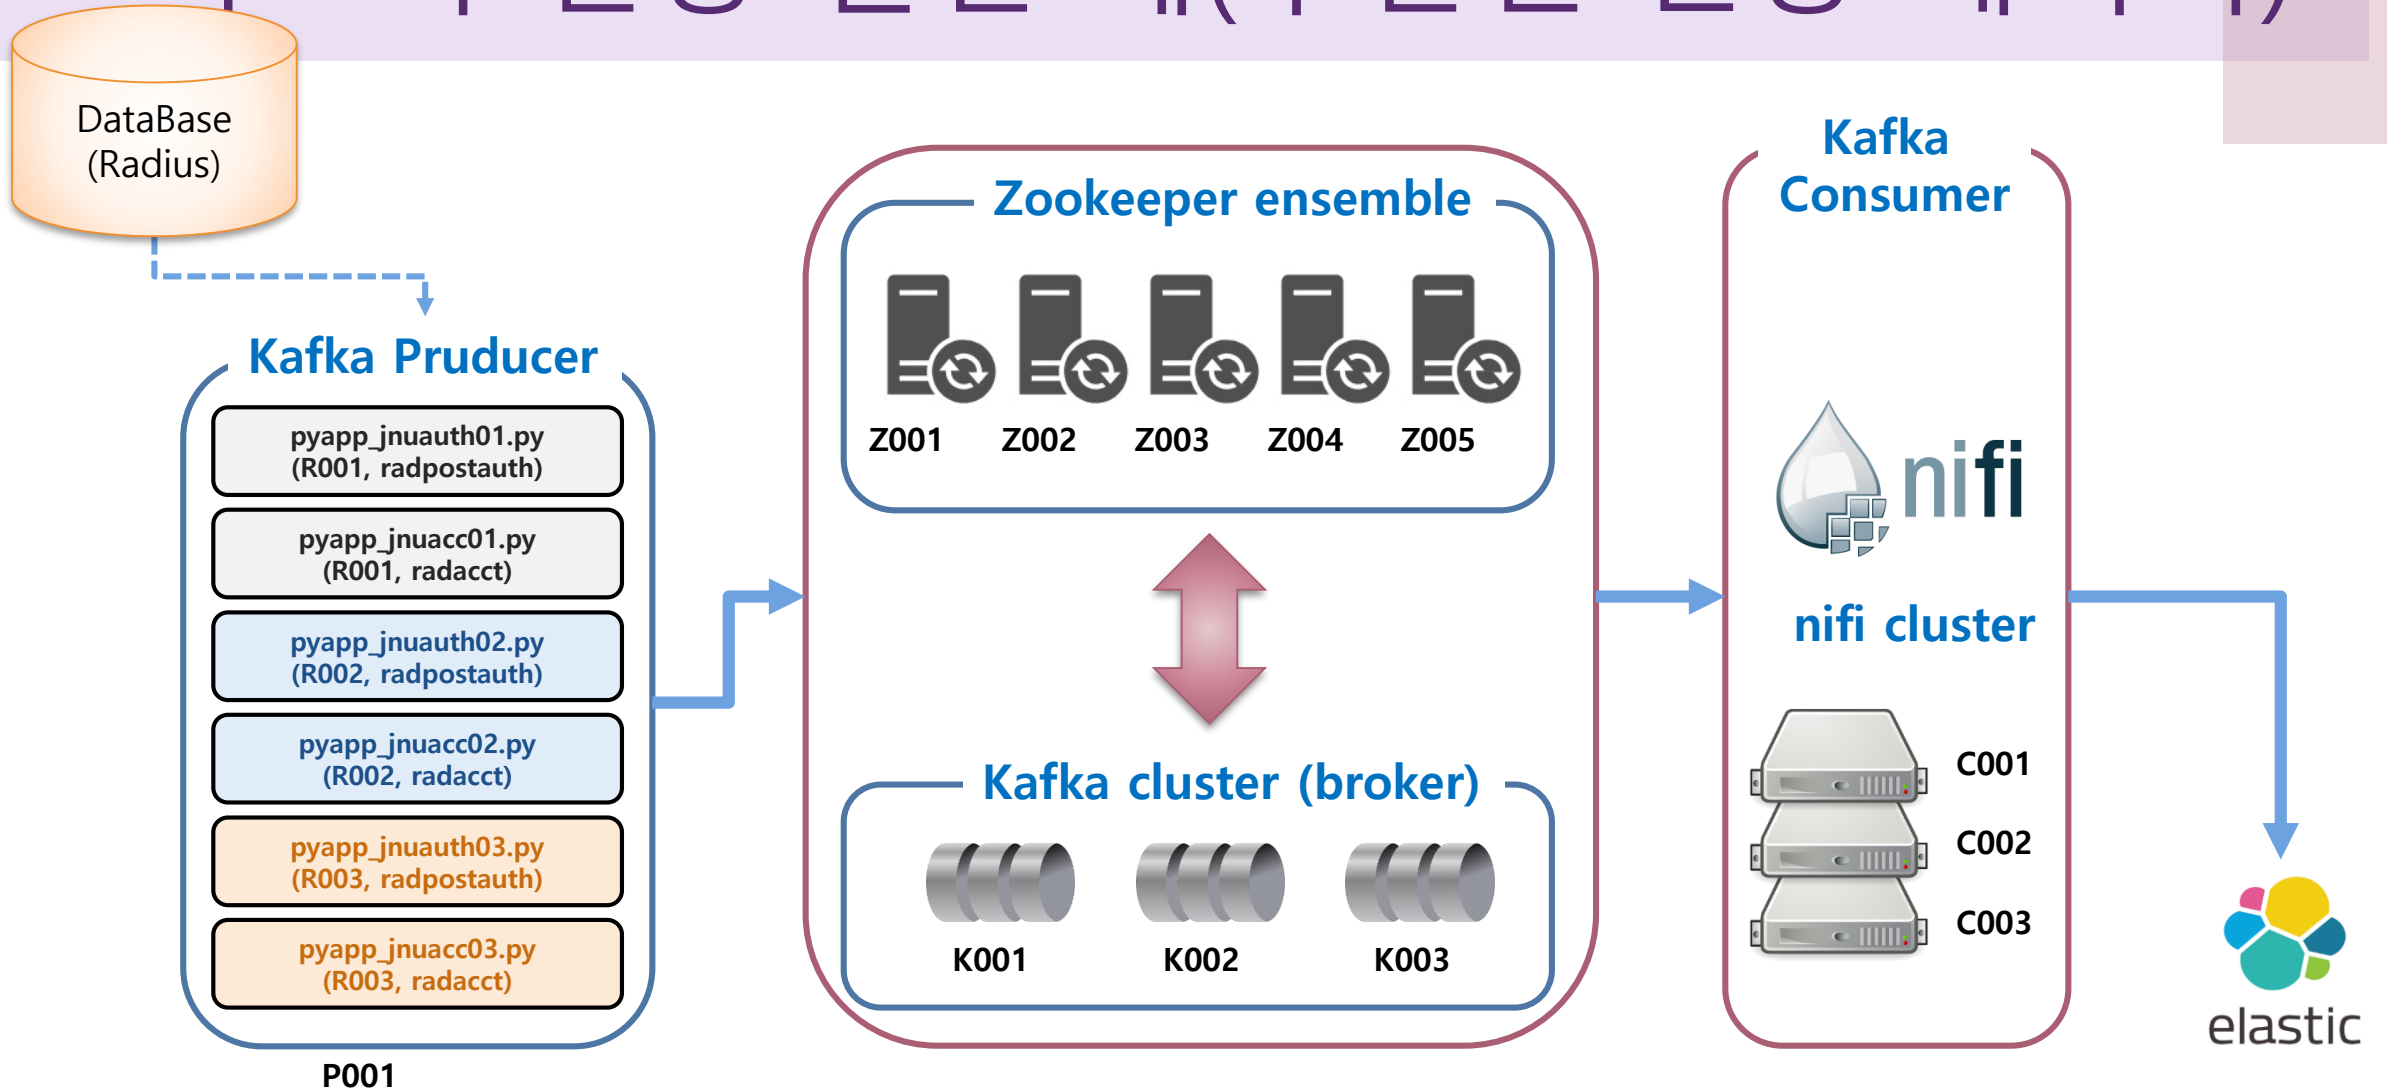 DataBase
(Radius)
Kafka Pruducer
pyapp_jnuauth01.py
(R001, radpostauth)
pyapp_jnuacc01.py
(R001, radacct)
pyapp_jnuauth02.py
(R002, radpostauth)
pyapp_jnuacc02.py
(R002, radacct)
pyapp_jnuauth03.py
(R003, radpostauth)
pyapp_jnuacc03.py
(R003, radacct)
P001
Zookeeper ensemble
Z001 Z002 Z003 Z004 Z005
Kafka cluster (broker)
K001 K002 K003
Kafka
Consumer
nifi
nifi cluster
C001
C002
C003
elastic